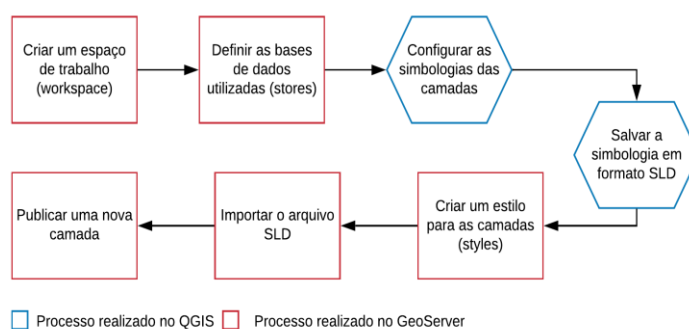 Criar um espaço
de trabalho
(workspace)
Definir as bases
de dados
utilizadas (stores)
Configurar as
simbologias das
camadas
Salvar a
simbologia em
formato SLD
Criar um estilo
para as camadas
(styles)
Importar o arquivo
SLD
Publicar uma nova
camada
Processo realizado no QGIS
Processo realizado no GeoServer